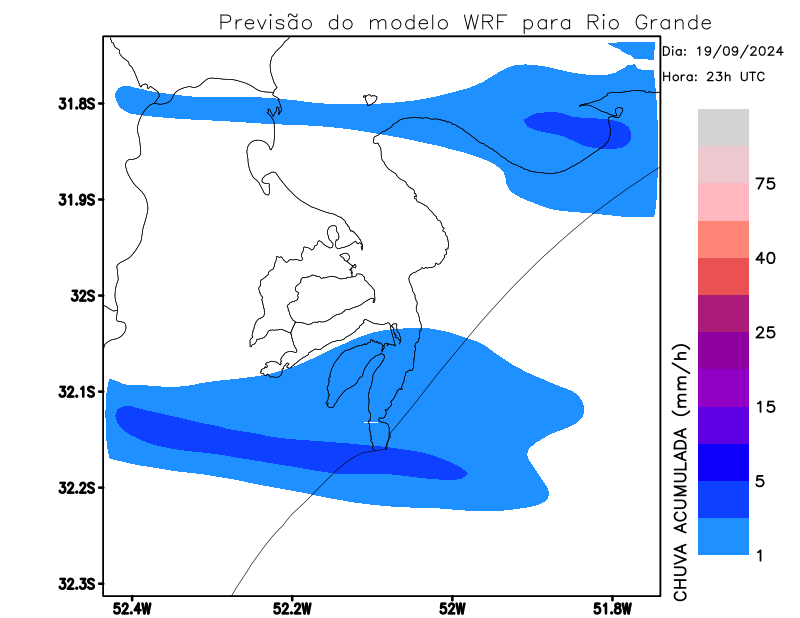 Previsão do modelo WRF para Rio Grande
Dia: 19/09/2024
Hora: 23h UTC
31.8S
31.9S
32S
32.1S
32.2S
32.3S
52.4W
52.2W
52W
51.8W
75
40
25
15
5
1
CHUVA ACUMULADA (mm/h)